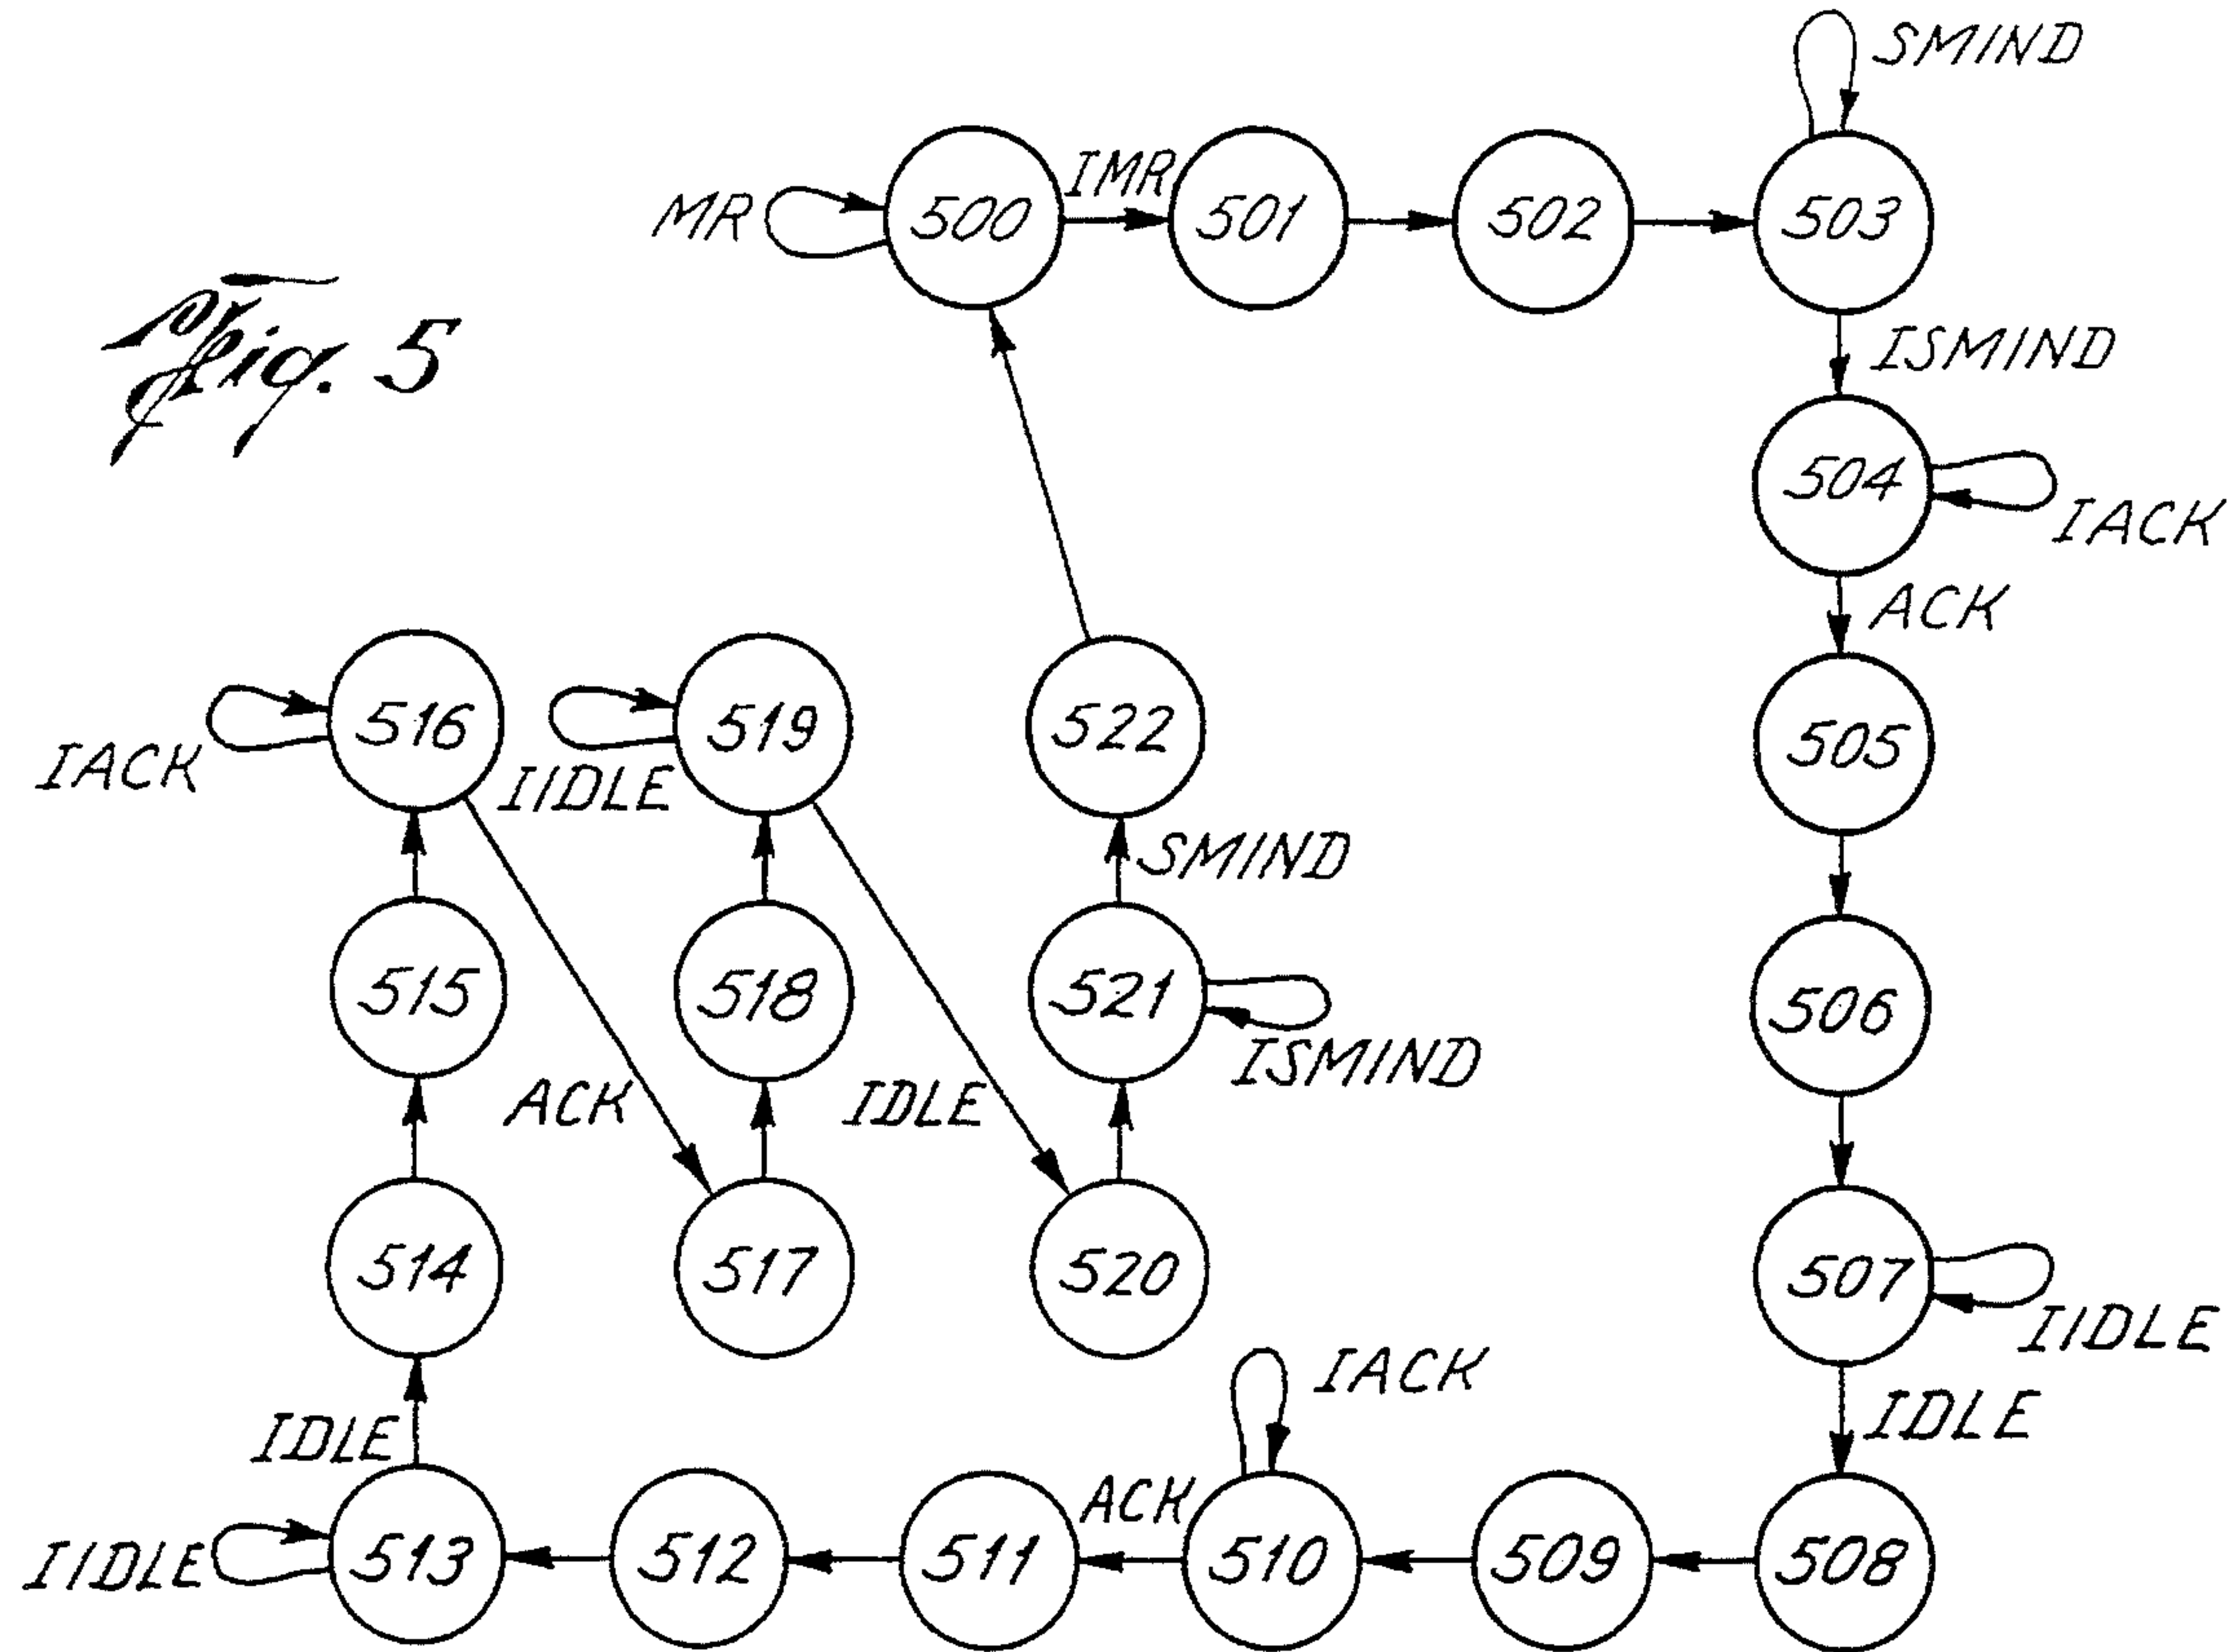 SMIND
MR
500
IMR
501
502
503
Fig. 5
ISMIND
504
IACK
ACK
505
516
IACK
519
IIDLE
522
SMIND
515
518
521
ISMIND
506
ACK
IDLE
514
517
520
507
IIDLE
IACK
IDLE
IDLE
ACK
IIDLE
513
512
511
510
509
508